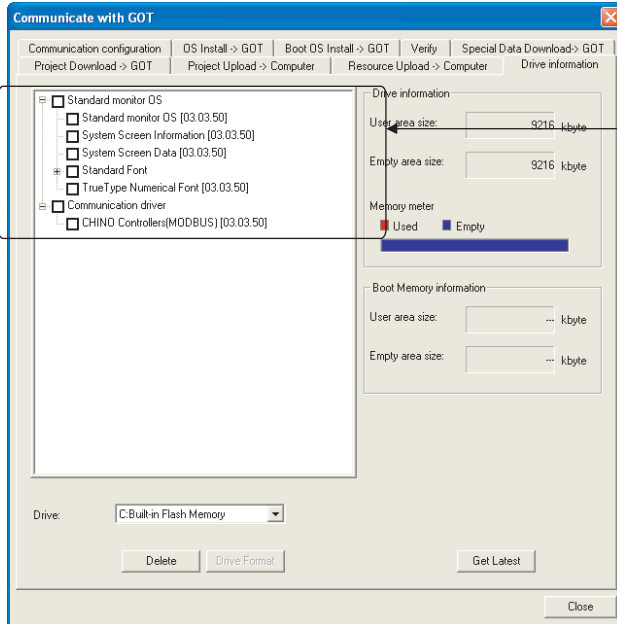 Communicate with GOT
Communication configuration OS Install -> GOT Boot OS Install -> GOT Verify Special Data Download-> GOT
Project Download -> GOT Project Upload -> Computer Resource Upload -> Computer Drive information
Standard monitor OS
Standard monitor OS [03.03.50]
System Screen Information [03.03.50]
System Screen Data [03.03.50]
Standard Font
TrueType Numerical Font [03.03.50]
Communication driver
CHINO Controllers(MODBUS) [03.03.50]
Drive information
User area size: 9216 kbyte
Empty area size: 9216 kbyte
Memory meter
Used Empty
Boot Memory information
User area size: --- kbyte
Empty area size: --- kbyte
Drive: C:Built-in Flash Memory
Delete Drive Format Get Latest
Close